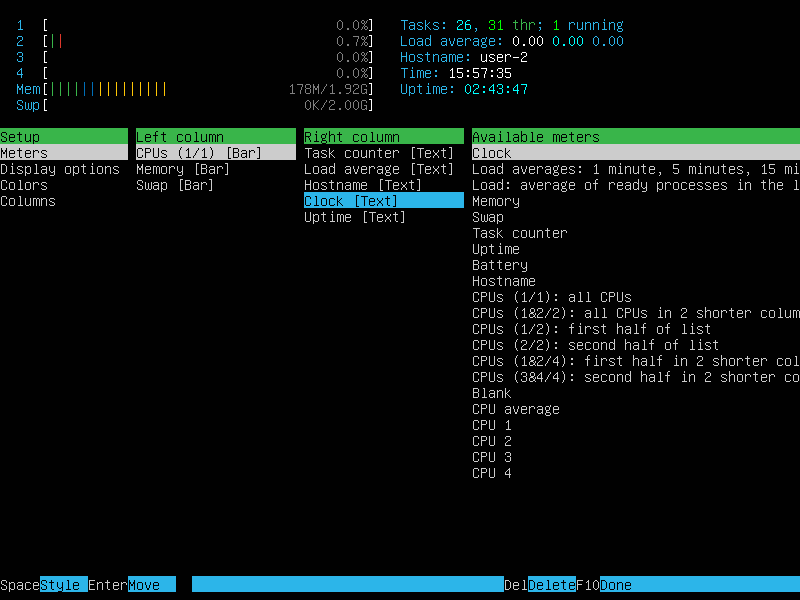 1 [ 0.0%] Tasks: 26, 31 thr; 1 running
2 [|| 0.7%] Load average: 0.00 0.00 0.00
3 [ 0.0%] Hostname: user-2
4 [ 0.0%] Time: 15:57:35
Mem[||||||||||||||| 178M/1.92G] Uptime: 02:43:47
Swp[ 0K/2.00G]
Setup Left column Right column Available meters
Meters CPUs (1/1) [Bar] Task counter [Text] Clock
Display options Memory [Bar] Load average [Text] Load averages: 1 minute, 5 minutes, 15 mi
Colors Swap [Bar] Hostname [Text] Load: average of ready processes in the l
Columns Clock [Text] Memory
Uptime [Text] Swap
Task counter
Uptime
Battery
Hostname
CPUs (1/1): all CPUs
CPUs (1&2/2): all CPUs in 2 shorter colum
CPUs (1/2): first half of list
CPUs (2/2): second half of list
CPUs (1&2/4): first half in 2 shorter col
CPUs (3&4/4): second half in 2 shorter co
Blank
CPU average
CPU 1
CPU 2
CPU 3
CPU 4
SpaceStyle EnterMove DelDeleteF10Done